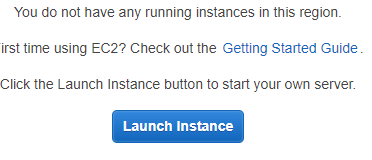 You do not have any running instances in this region.
irst time using EC2? Check out the Getting Started Guide.
Click the Launch Instance button to start your own server.
Launch Instance